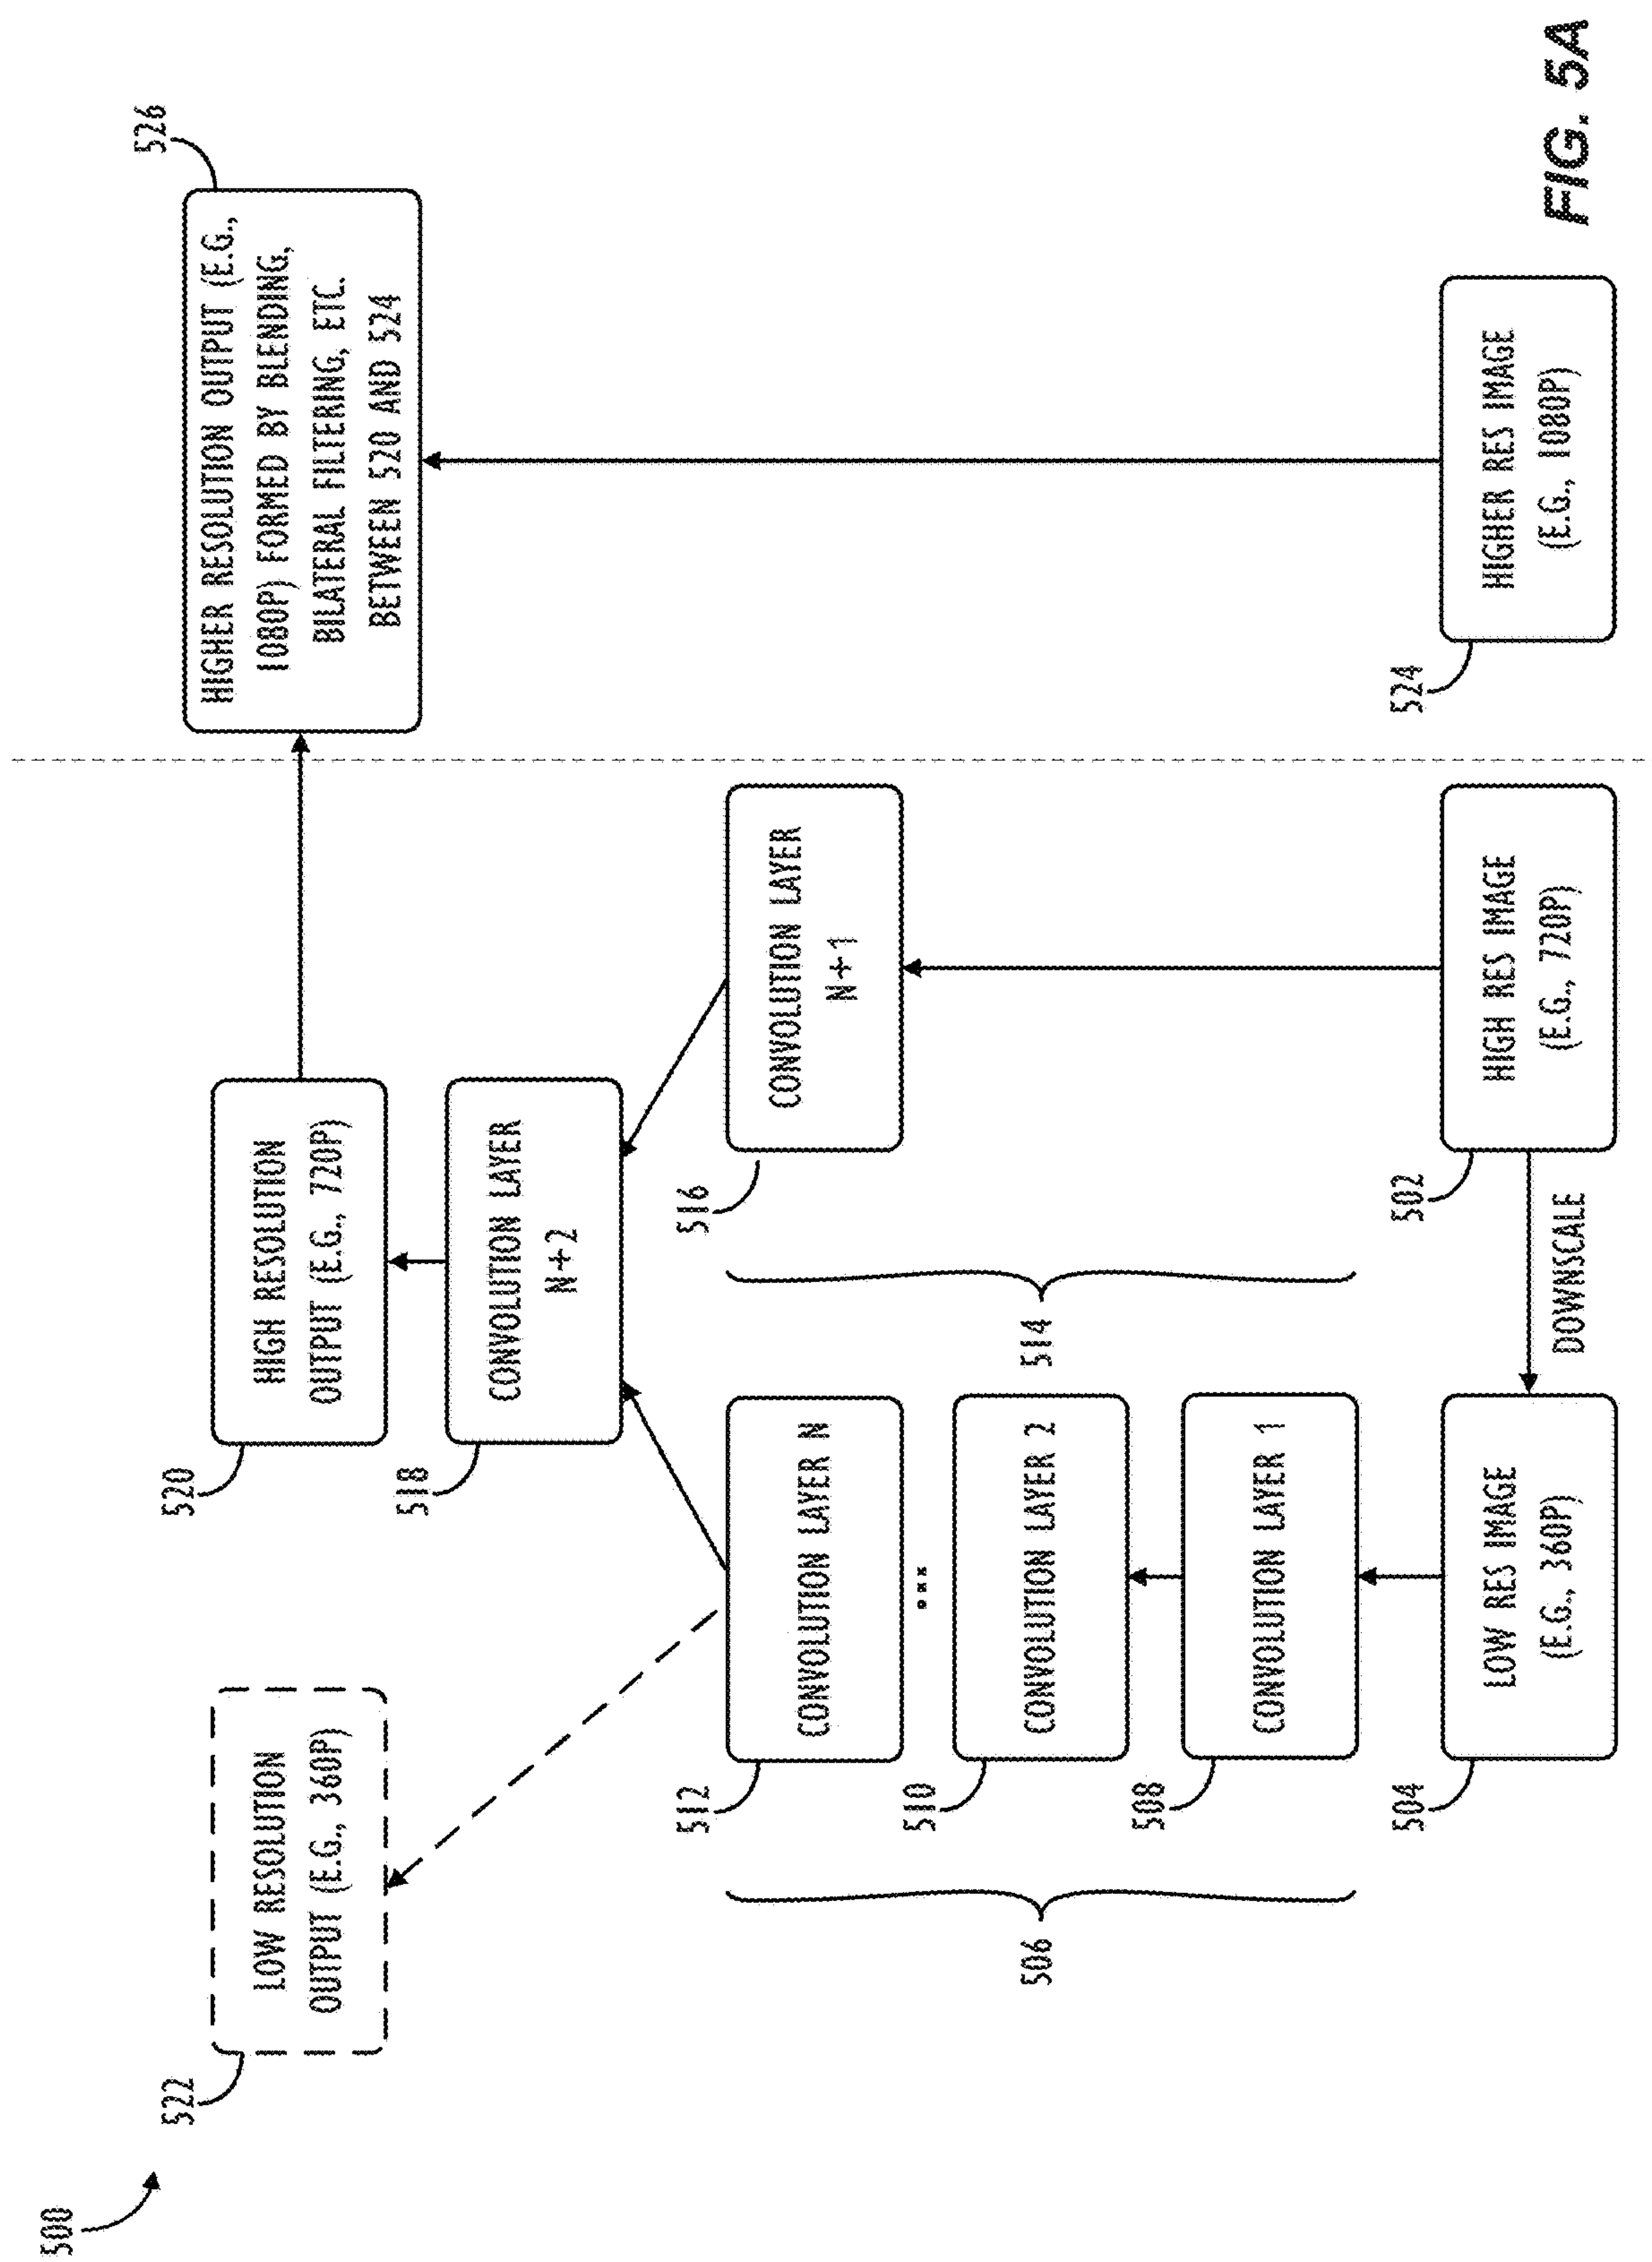 500
522
LOW RESOLUTION
OUTPUT (E.G., 360P)
520
HIGH RESOLUTION
OUTPUT (E.G., 720P)
HIGHER RESOLUTION OUTPUT (E.G.,
1080P) FORMED BY BLENDING,
BILATERAL FILTERING, ETC.
BETWEEN 520 AND 524
526
518
CONVOLUTION LAYER
N+2
506
512
CONVOLUTION LAYER N
...
510
CONVOLUTION LAYER 2
508
CONVOLUTION LAYER 1
514
516
CONVOLUTION LAYER
N+1
504
LOW RES IMAGE
(E.G., 360P)
DOWNSCALE
502
HIGH RES IMAGE
(E.G., 720P)
524
HIGHER RES IMAGE
(E.G., 1080P)
FIG. 5A